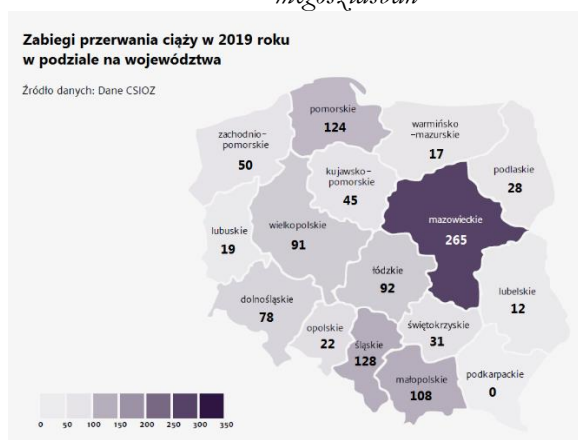 megoszlásban
Zabiegi przerwania ciąży w 2019 roku
w podziale na województwa
Źródło danych: Dane CSIOZ
pomorskie
124
warmińsko
-mazurskie
17
zachodnio-
pomorskie
50
podlaskie
28
kujawsko-
pomorskie
45
mazowieckie
265
lubuskie
19
wielkopolskie
91
łódzkie
92
lubelskie
12
dolnośląskie
78
opolskie
22
śląskie
128
świętokrzyskie
31
małopolskie
108
podkarpackie
0
0 50 100 150 200 250 300 350